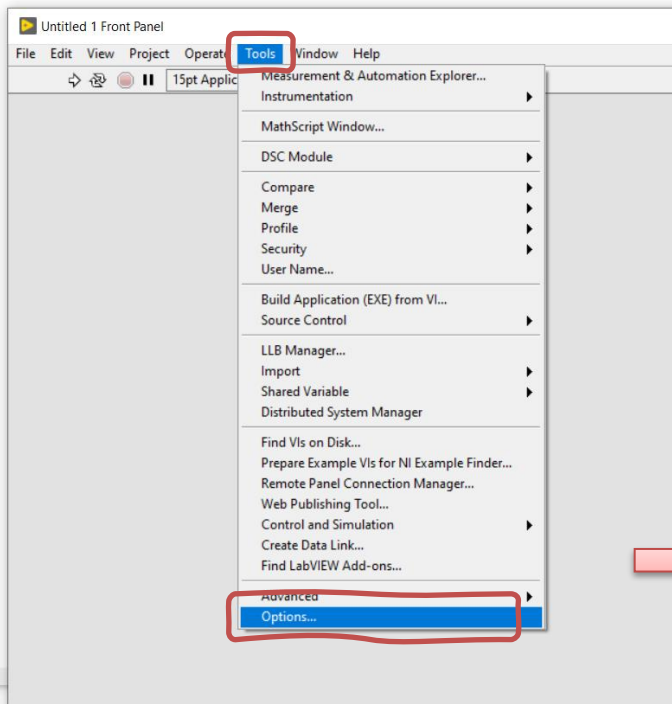 Untitled 1 Front Panel
File Edit View Project Operate Tools Window Help
15pt Applic
Measurement & Automation Explorer...
Instrumentation
MathScript Window...
DSC Module
Compare
Merge
Profile
Security
User Name...
Build Application (EXE) from VI...
Source Control
LLB Manager...
Import
Shared Variable
Distributed System Manager
Find VIs on Disk...
Prepare Example VIs for NI Example Finder...
Remote Panel Connection Manager...
Web Publishing Tool...
Control and Simulation
Create Data Link...
Find LabVIEW Add-ons...
Advanced
Options...